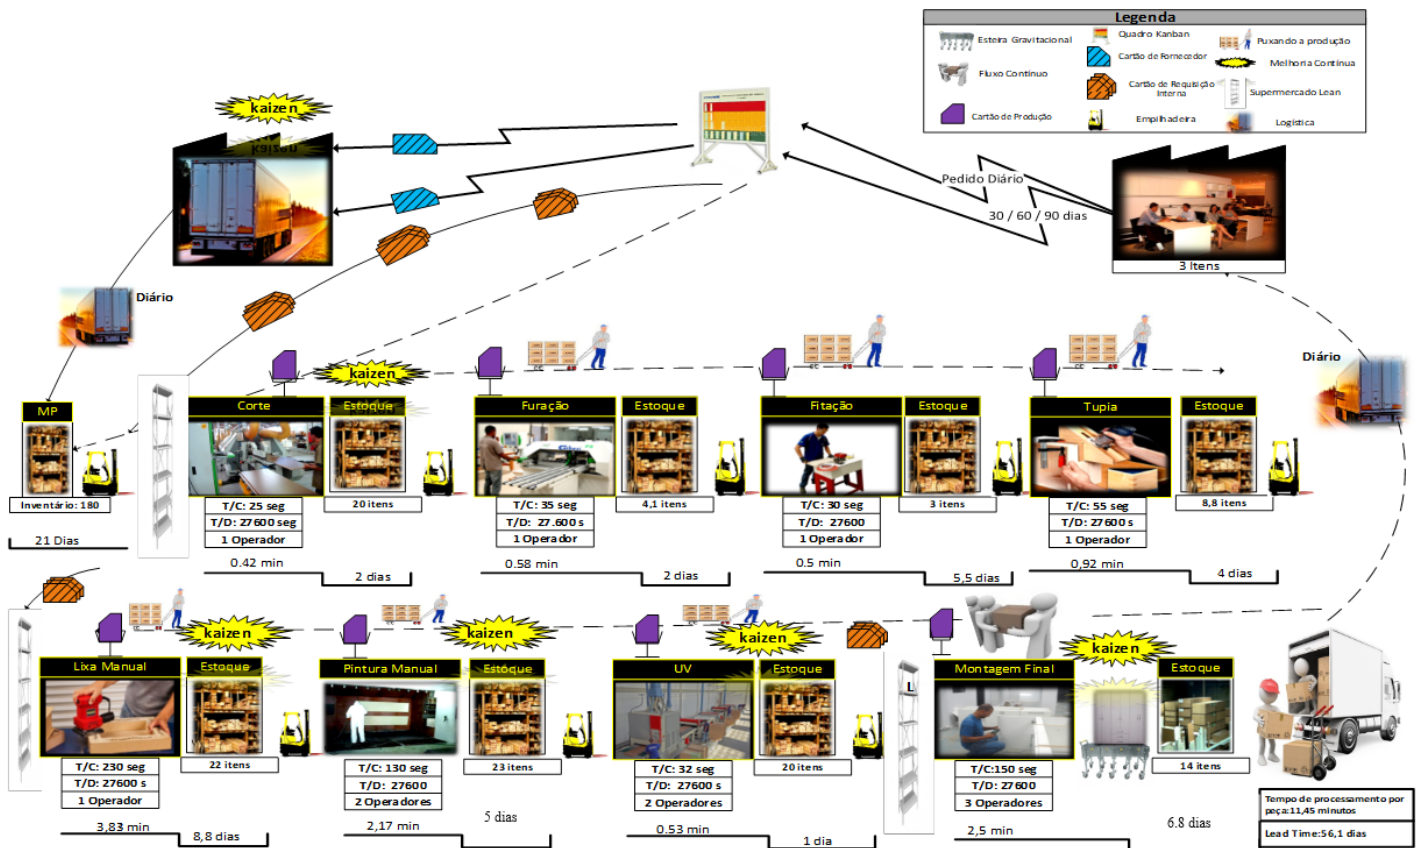 Legenda
Esteira Gravitacional
Quadro Kanban
Puxando a produção
Cartão de Fornecedor
Melhoria Contínua
Fluxo Contínuo
Cartão de Requisição
Interna
Supermercado Lean
Cartão de Produção
Empilhadeira
Logística
kaizen
Pedido Diário
30 / 60 / 90 dias
3 Itens
Diário
Diário
kaizen
MP
Corte
Estoque
Furação
Estoque
Fitação
Estoque
Tupia
Estoque
Inventário: 180
T/C: 25 seg
T/D: 27600 seg
1 Operador
20 itens
T/C: 35 seg
T/D: 27.600 s
1 Operador
4,1 itens
T/C: 30 seg
T/D: 27600
1 Operador
3 itens
T/C: 55 seg
T/D: 27600 s
1 Operador
8,8 itens
21 Dias
0.42 min
2 dias
0.58 min
2 dias
0.5 min
5,5 dias
0,92 min
4 dias
kaizen
kaizen
kaizen
kaizen
Lixa Manual
Estoque
Pintura Manual
Estoque
UV
Estoque
Montagem Final
Estoque
T/C: 230 seg
T/D: 27600 s
1 Operador
22 itens
T/C: 130 seg
T/D: 27600
2 Operadores
23 itens
T/C: 32 seg
T/D: 27600 s
2 Operadores
20 itens
T/C:150 seg
T/D: 27600
3 Operadores
14 itens
3,83 min
8,8 dias
2,17 min
5 dias
0.53 min
1 dia
2,5 min
6.8 dias
Tempo de processamento por
peça:11,45 minutos
Lead Time:56,1 dias